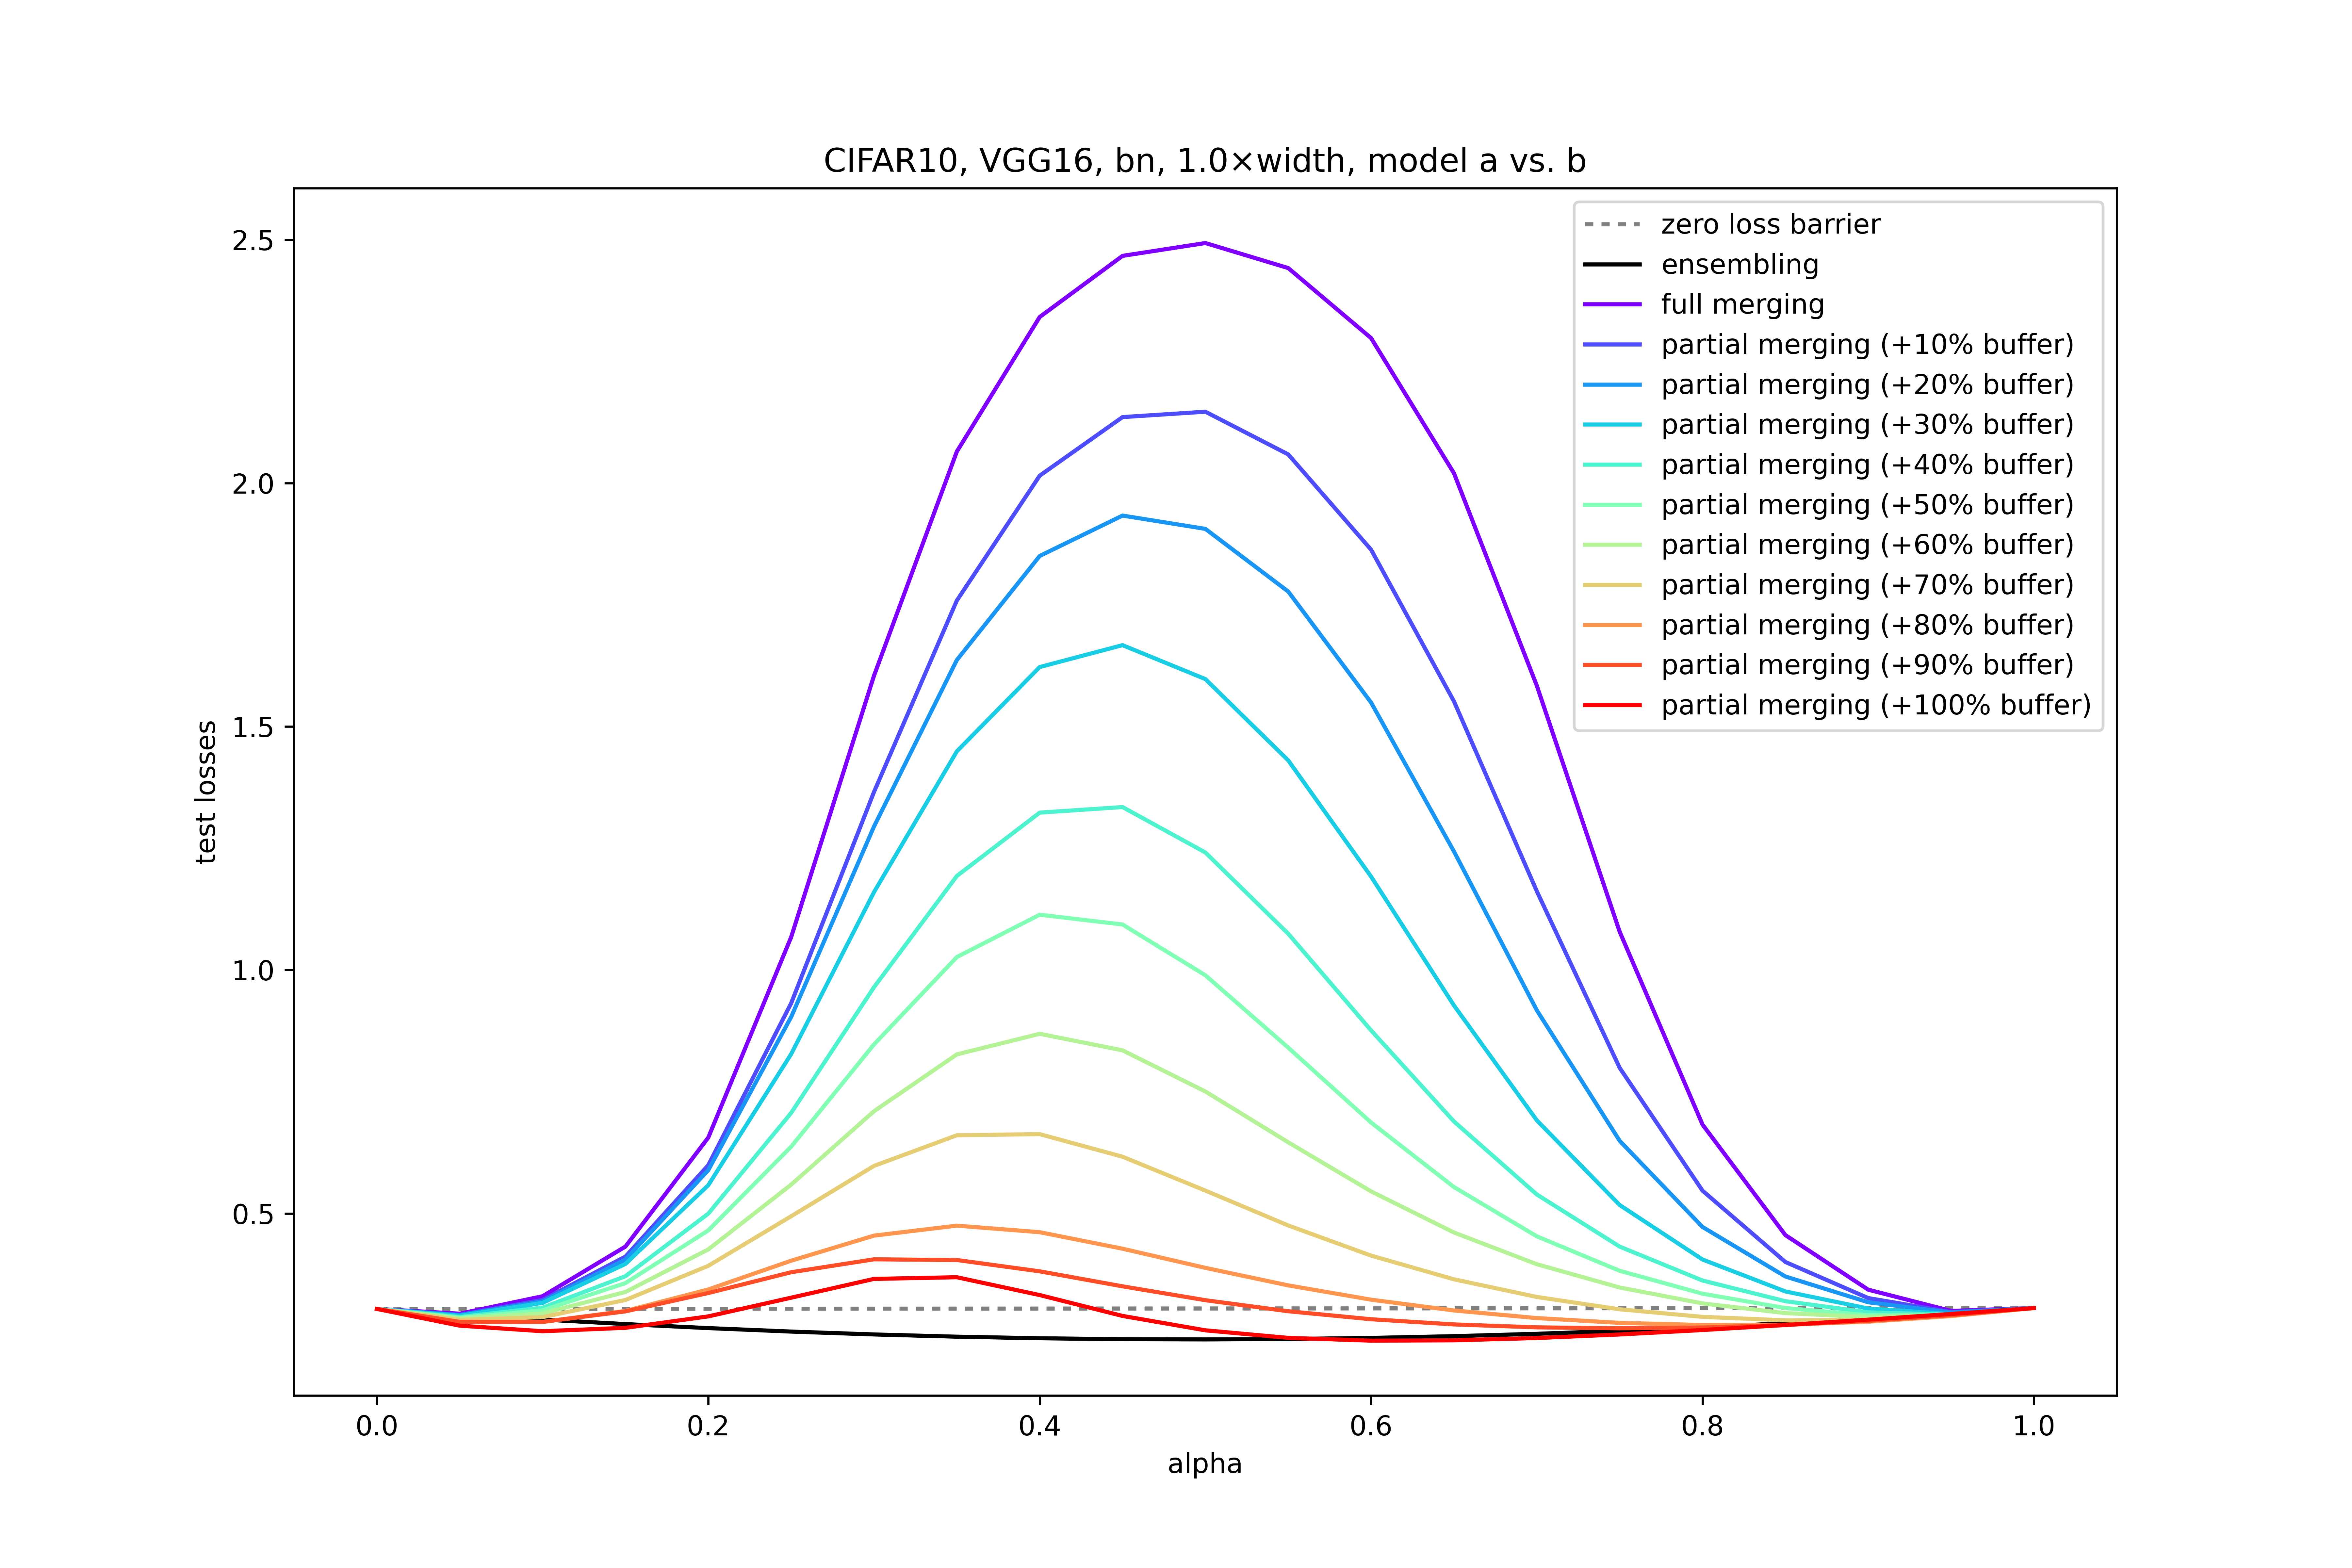 CIFAR10, VGG16, bn, 1.0×width, model a vs. b
zero loss barrier
ensembling
full merging
partial merging (+10% buffer)
partial merging (+20% buffer)
partial merging (+30% buffer)
partial merging (+40% buffer)
partial merging (+50% buffer)
partial merging (+60% buffer)
partial merging (+70% buffer)
partial merging (+80% buffer)
partial merging (+90% buffer)
partial merging (+100% buffer)
test losses
2.5
2.0
1.5
1.0
0.5
0.0 0.2 0.4 0.6 0.8 1.0
alpha